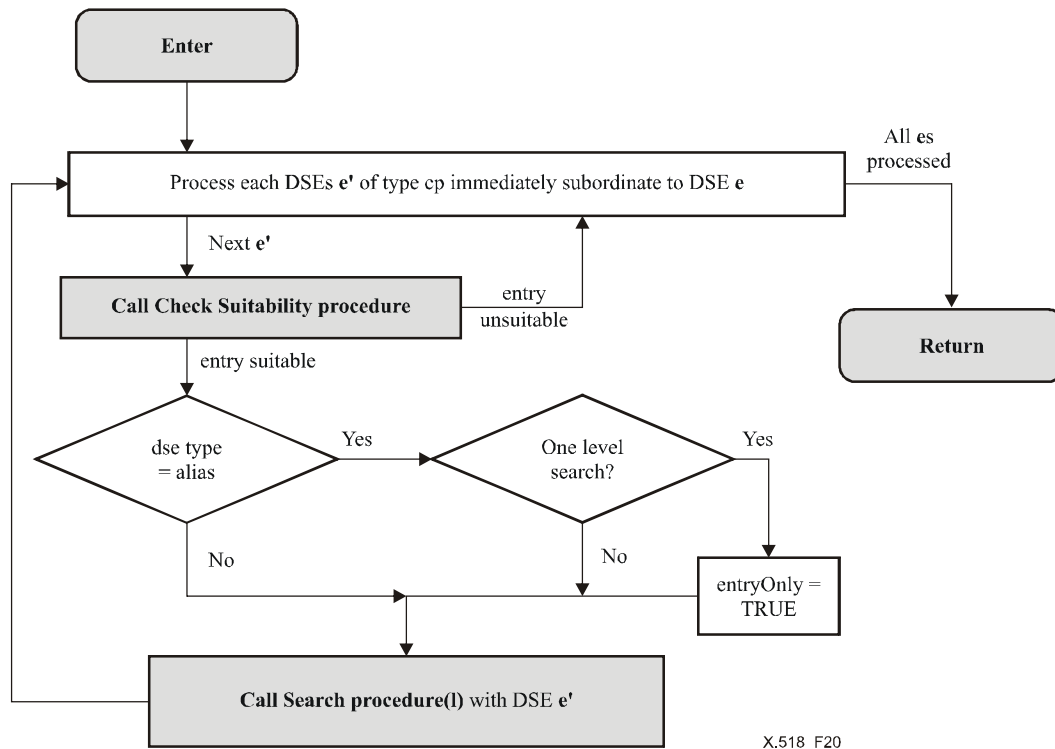 Enter
All es
processed
Process each DSEs e' of type cp immediately subordinate to DSE e
Next e'
Call Check Suitability procedure
entry
unsuitable
Return
entry suitable
dse type
= alias
Yes
One level
search?
Yes
No
No
entryOnly =
TRUE
Call Search procedure(l) with DSE e'
X.518_F20